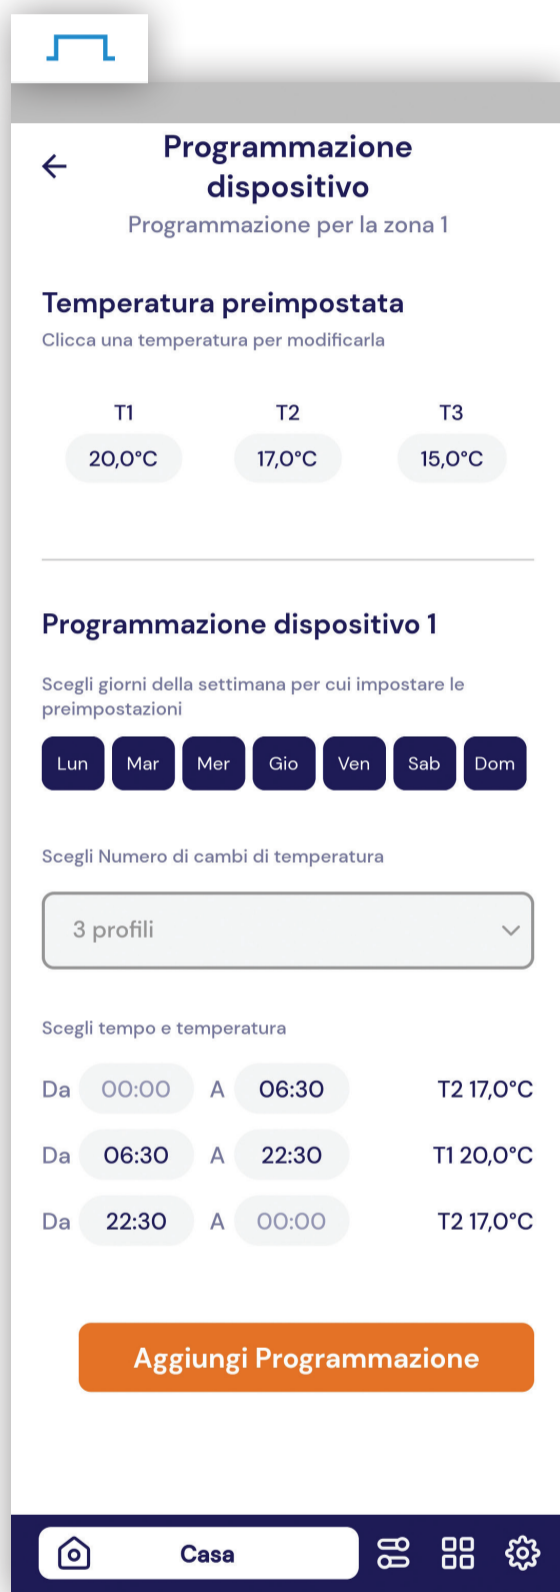 Programmazione
dispositivo
Programmazione per la zona 1
Temperatura preimpostata
Clicca una temperatura per modificarla
T1 T2 T3
20,0°C 17,0°C 15,0°C
Programmazione dispositivo 1
Scegli giorni della settimana per cui impostare le
preimpostazioni
Lun Mar Mer Gio Ven Sab Dom
Scegli Numero di cambi di temperatura
3 profili
Scegli tempo e temperatura
Da 00:00 A 06:30 T2 17,0°C
Da 06:30 A 22:30 T1 20,0°C
Da 22:30 A 00:00 T2 17,0°C
Aggiungi Programmazione
Casa